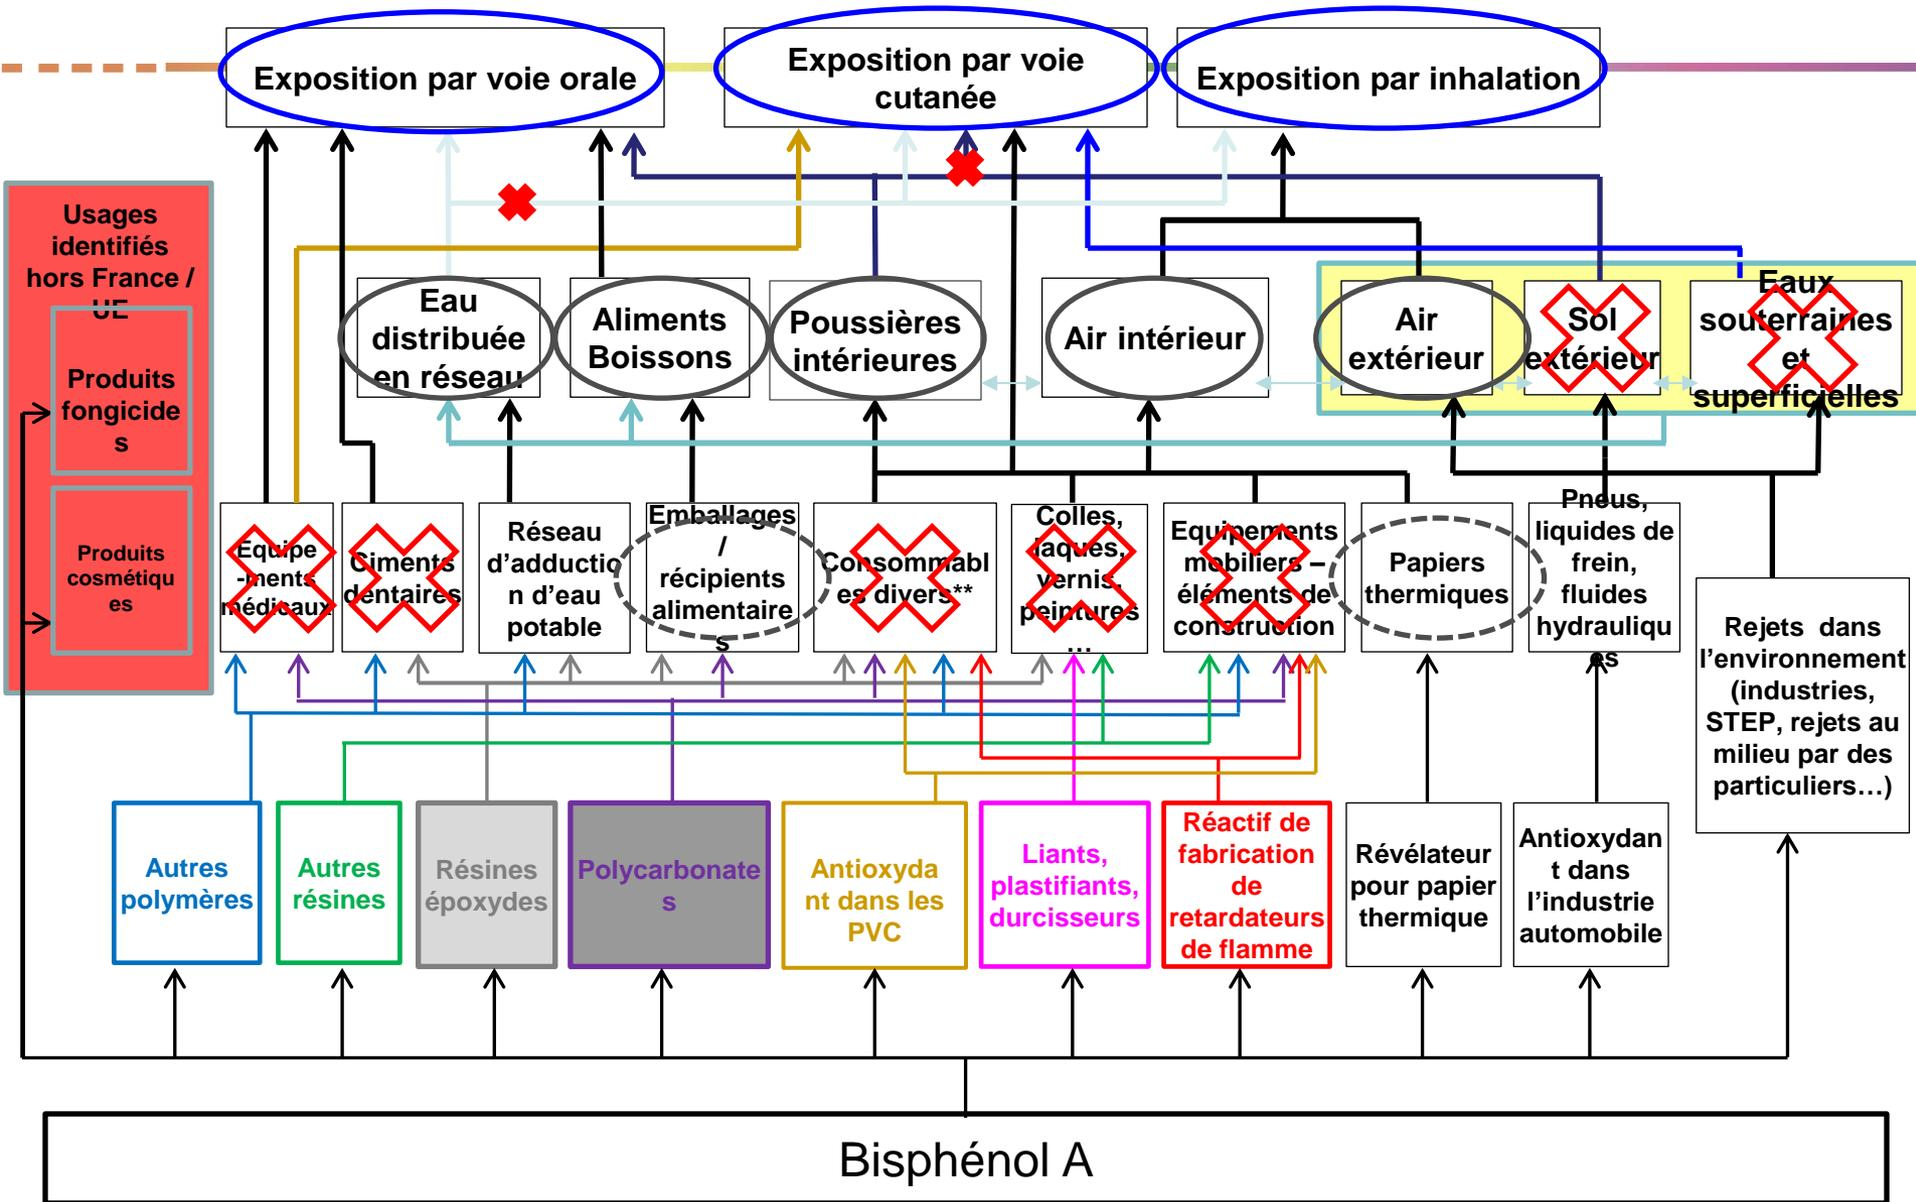 Exposition par voie orale
Exposition par voie
cutanée
Exposition par inhalation
Usages
identifiés
hors France /
UE
Produits
fongicide
s
Produits
cosmétiqu
es
Eau
distribuée
en réseau
Aliments
Boissons
Poussières
intérieures
Air intérieur
Air
extérieur
Sol
extérieur
Eaux
souterraines
et
superficielles
Equipe
-ments
médicaux
Ciments
dentaires
Réseau
d’adductio
n d’eau
potable
Emballages
/
récipients
alimentaire
s
Consommabl
es divers**
Colles,
laques,
vernis,
peintures
…
Equipements
mobiliers –
éléments de
construction
Papiers
thermiques
Pneus,
liquides de
frein,
fluides
hydrauliqu
es
Rejets dans
l’environnement
(industries,
STEP, rejets au
milieu par des
particuliers…)
Autres
polymères
Autres
résines
Résines
époxydes
Polycarbonate
s
Antioxyda
nt dans les
PVC
Liants,
plastifiants,
durcisseurs
Réactif de
fabrication
de
retardateurs
de flamme
Révélateur
pour papier
thermique
Antioxydan
t dans
l’industrie
automobile
Bisphénol A